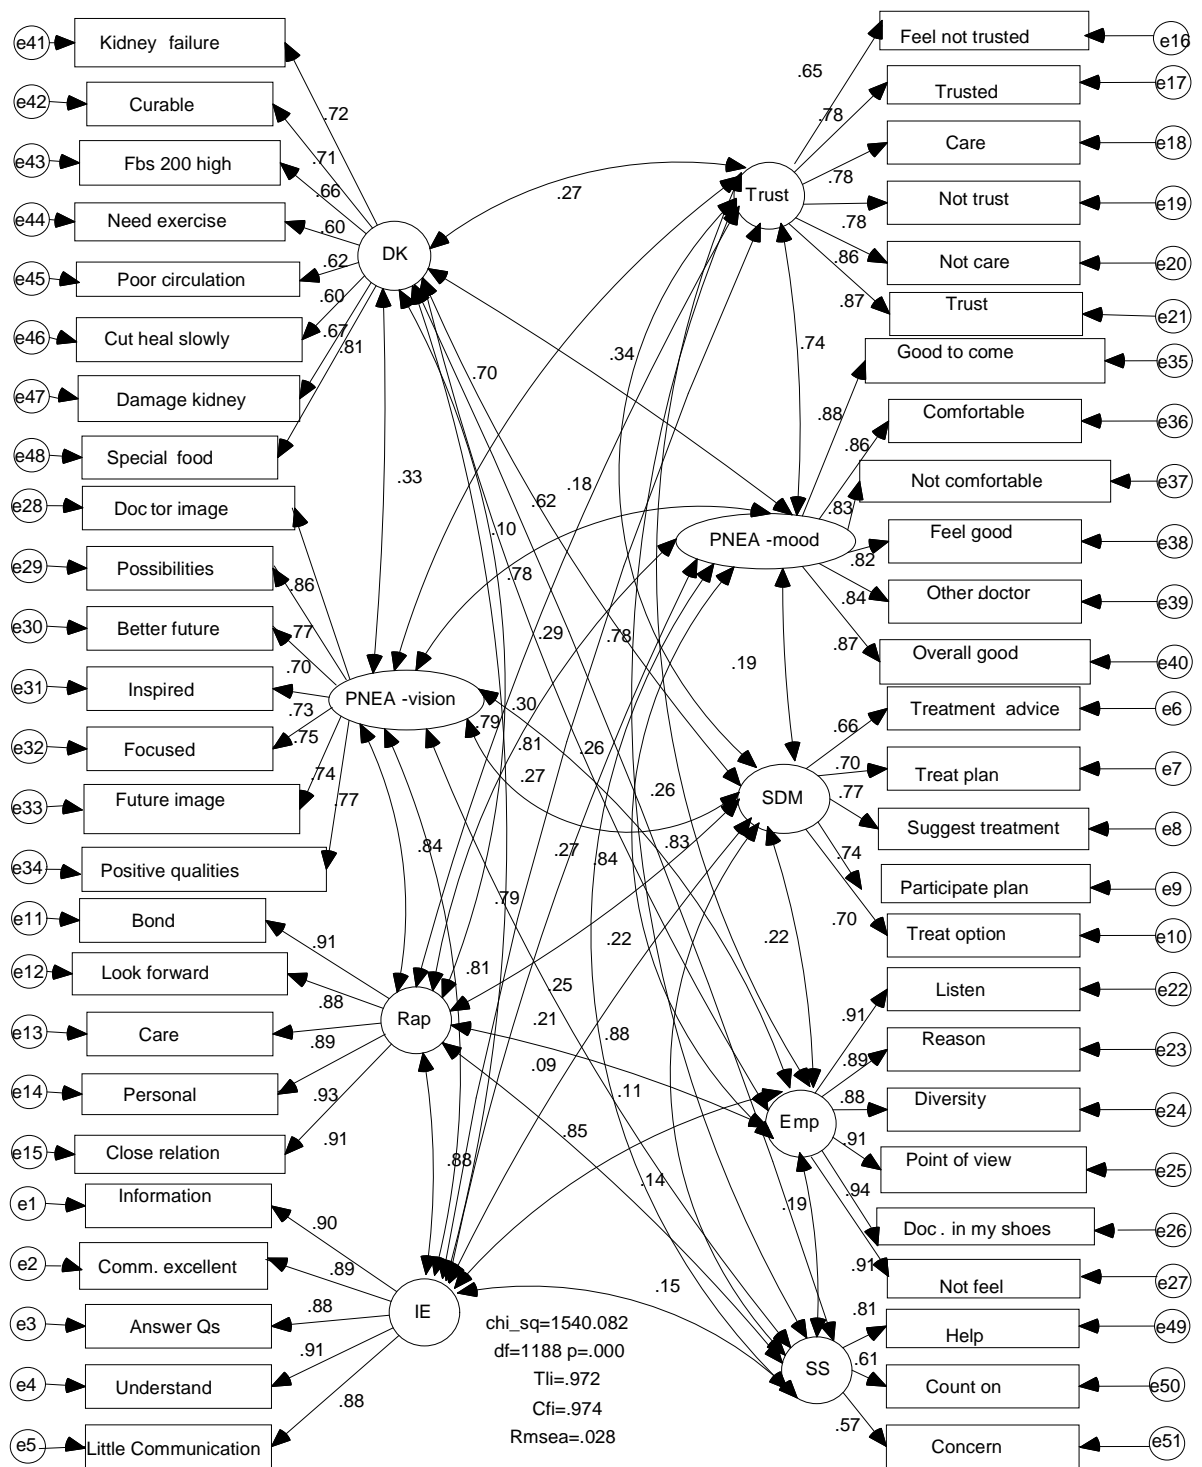 e41 Kidney failure
e42 Curable
e43 Fbs 200 high
e44 Need exercise
e45 Poor circulation
e46 Cut heal slowly
e47 Damage kidney
e48 Special food
e28 Doc tor image
e29 Possibilities
e30 Better future
e31 Inspired
e32 Focused
e33 Future image
e34 Positive qualities
e11 Bond
e12 Look forward
e13 Care
e14 Personal
e15 Close relation
e1 Information
e2 Comm. excellent
e3 Answer Qs
e4 Understand
e5 Little Communication
.72
.71
.66
.60
.62
.60
.67
.81
DK
.86
.77
.70
.73
.75
.74
.77
PNEA -vision
.91
.88
.89
.93
.91
Rap
.90
.89
.88
.91
.88
IE
.27
.34
.70
.74
.33
.18
.62
.10
.78
.29
.78
.19
.30
.79
.81
.26
.27
.26
.83
.84
.27
.84
.79
.22
.22
.81
.25
.21
.88
.09
.11
.85
.88
.14
.19
.15
chi_sq=1540.082
df=1188 p=.000
Tli=.972
Cfi=.974
Rmsea=.028
Trust
.65
.78
.78
.78
.86
.87
PNEA -mood
.88
.86
.83
.82
.84
.87
SDM
.66
.70
.77
.74
.70
Emp
.91
.89
.88
.91
.94
.91
SS
.81
.61
.57
Feel not trusted e16
Trusted e17
Care e18
Not trust e19
Not care e20
Trust e21
Good to come e35
Comfortable e36
Not comfortable e37
Feel good e38
Other doctor e39
Overall good e40
Treatment advice e6
Treat plan e7
Suggest treatment e8
Participate plan e9
Treat option e10
Listen e22
Reason e23
Diversity e24
Point of view e25
Doc . in my shoes e26
Not feel e27
Help e49
Count on e50
Concern e51